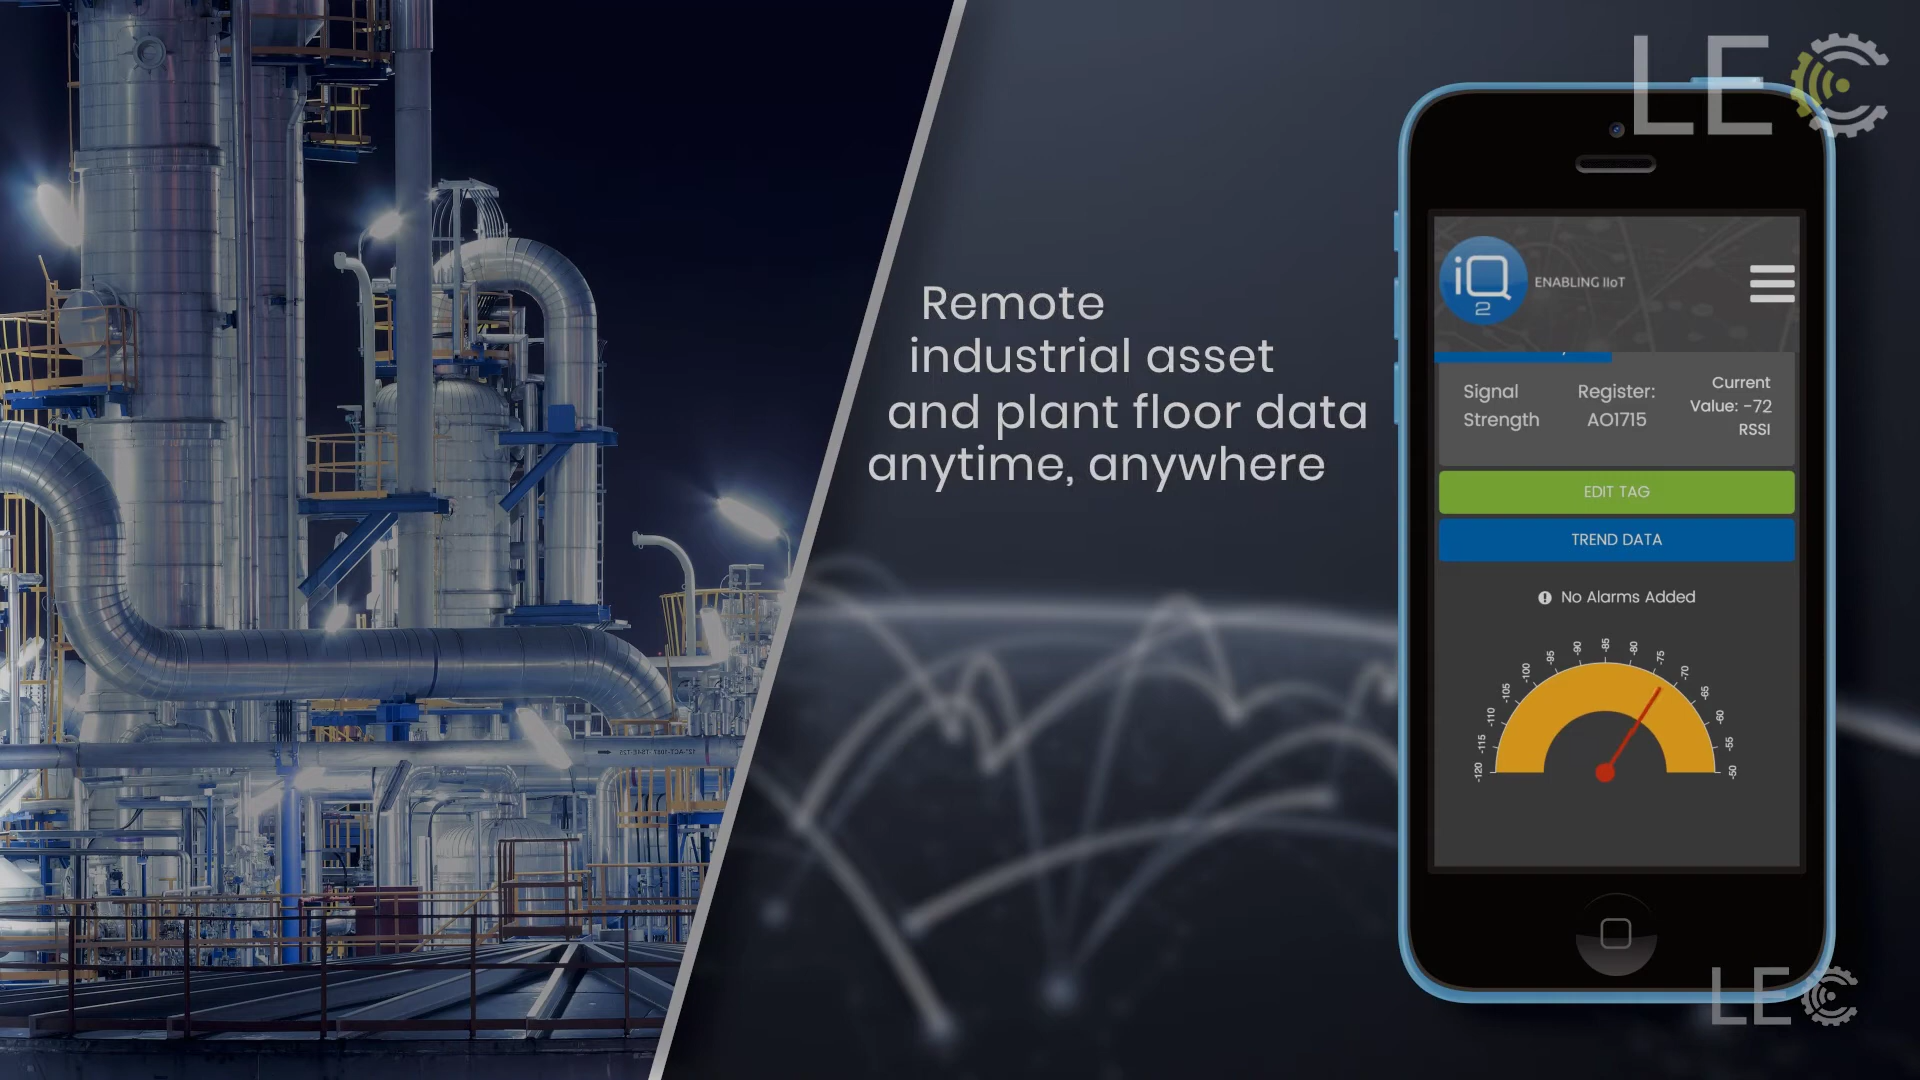 LEC
Remote
industrial asset
and plant floor data
anytime, anywhere
iQ
2
ENABLING IIoT
Signal
Strength
Register:
AO1715
Current
Value: -72
RSSI
EDIT TAG
TREND DATA
No Alarms Added
-120
-115
-110
-105
-100
-95
-90
-85
-80
-75
-70
-65
-60
-55
-50
LEC